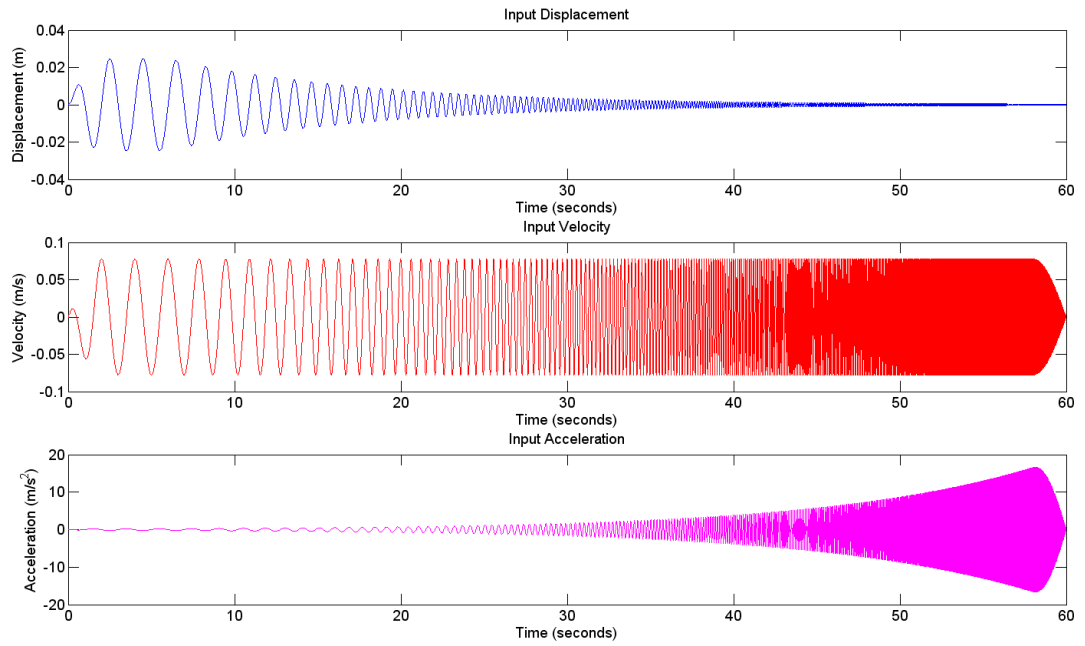 Input Displacement
Displacement (m)
0.04
0.02
0
-0.02
-0.04
0 10 20 30 40 50 60
Time (seconds)
Input Velocity
Velocity (m/s)
0.1
0.05
0
-0.05
-0.1
0 10 20 30 40 50 60
Time (seconds)
Input Acceleration
Acceleration (m/s²)
20
10
0
-10
-20
0 10 20 30 40 50 60
Time (seconds)